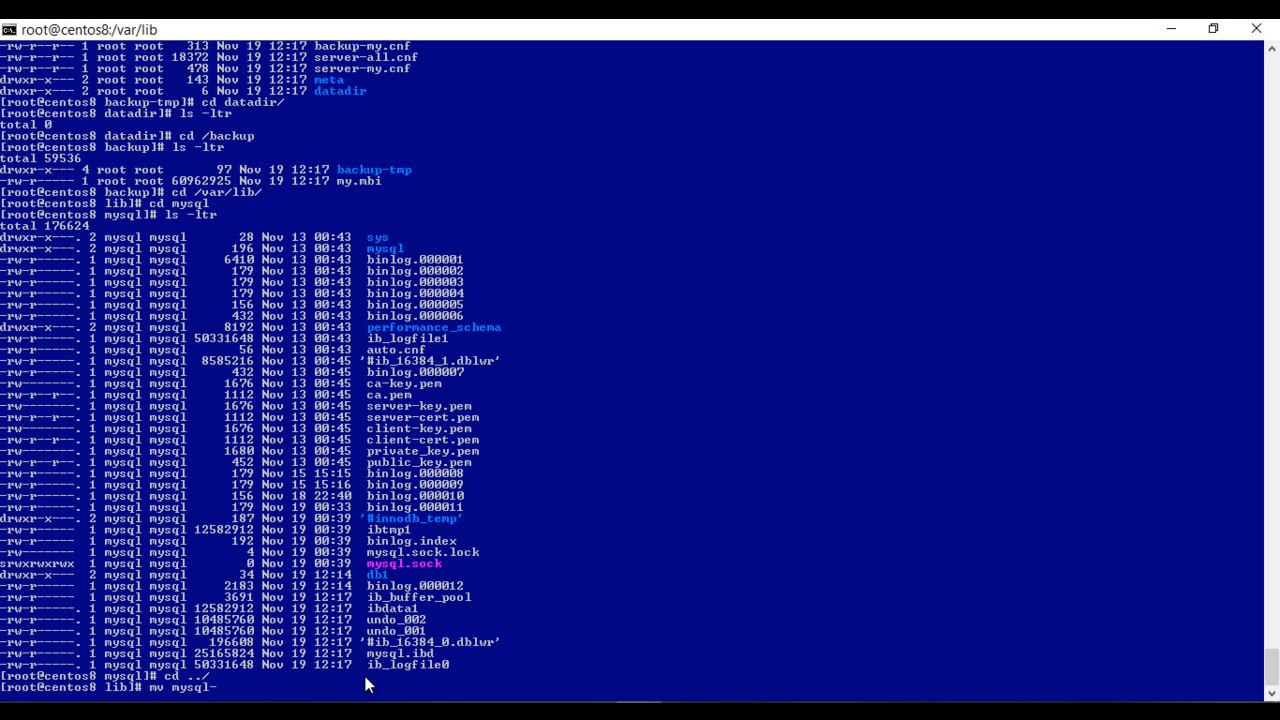 root@centos8:/var/lib
-rw-r--r-- 1 root root   313 Nov 19 12:17 backup-my.cnf
-rw-r--r-- 1 root root 18372 Nov 19 12:17 server-all.cnf
-rw-r--r-- 1 root root   478 Nov 19 12:17 server-my.cnf
drwxr-x--- 2 root root   143 Nov 19 12:17 meta
drwxr-x--- 2 root root     6 Nov 19 12:17 datadir
[root@centos8 backup-tmp]# cd datadir/
[root@centos8 datadir]# ls -ltr
total 0
[root@centos8 datadir]# cd /backup
[root@centos8 backup]# ls -ltr
total 59536
drwxr-x--- 4 root root       97 Nov 19 12:17 backup-tmp
-rw-r----- 1 root root 60962925 Nov 19 12:17 my.mbi
[root@centos8 backup]# cd /var/lib/
[root@centos8 lib]# cd mysql
[root@centos8 mysql]# ls -ltr
total 176624
drwxr-x---. 2 mysql mysql       28 Nov 13 00:43  sys
drwxr-x---. 2 mysql mysql      196 Nov 13 00:43  mysql
-rw-r-----. 1 mysql mysql     6410 Nov 13 00:43  binlog.000001
-rw-r-----. 1 mysql mysql      179 Nov 13 00:43  binlog.000002
-rw-r-----. 1 mysql mysql      179 Nov 13 00:43  binlog.000003
-rw-r-----. 1 mysql mysql      179 Nov 13 00:43  binlog.000004
-rw-r-----. 1 mysql mysql      156 Nov 13 00:43  binlog.000005
-rw-r-----. 1 mysql mysql      432 Nov 13 00:43  binlog.000006
drwxr-x---. 2 mysql mysql     8192 Nov 13 00:43  performance_schema
-rw-r-----. 1 mysql mysql 50331648 Nov 13 00:43  ib_logfile1
-rw-r-----. 1 mysql mysql       56 Nov 13 00:43  auto.cnf
-rw-r-----. 1 mysql mysql  8585216 Nov 13 00:45 '#ib_16384_1.dblwr'
-rw-r-----. 1 mysql mysql      432 Nov 13 00:45  binlog.000007
-rw-------. 1 mysql mysql     1676 Nov 13 00:45  ca-key.pem
-rw-r--r--. 1 mysql mysql     1112 Nov 13 00:45  ca.pem
-rw-------. 1 mysql mysql     1676 Nov 13 00:45  server-key.pem
-rw-r--r--. 1 mysql mysql     1112 Nov 13 00:45  server-cert.pem
-rw-------. 1 mysql mysql     1676 Nov 13 00:45  client-key.pem
-rw-r--r--. 1 mysql mysql     1112 Nov 13 00:45  client-cert.pem
-rw-------. 1 mysql mysql     1680 Nov 13 00:45  private_key.pem
-rw-r--r--. 1 mysql mysql      452 Nov 13 00:45  public_key.pem
-rw-r-----. 1 mysql mysql      179 Nov 15 15:15  binlog.000008
-rw-r-----. 1 mysql mysql      179 Nov 15 15:16  binlog.000009
-rw-r-----. 1 mysql mysql      156 Nov 18 22:40  binlog.000010
-rw-r-----. 1 mysql mysql      179 Nov 19 00:33  binlog.000011
drwxr-x---. 2 mysql mysql      187 Nov 19 00:39 '#innodb_temp'
-rw-r-----. 1 mysql mysql 12582912 Nov 19 00:39  ibtmp1
-rw-r-----. 1 mysql mysql      192 Nov 19 00:39  binlog.index
-rw-------  1 mysql mysql        4 Nov 19 00:39  mysql.sock.lock
srwxrwxrwx  1 mysql mysql        0 Nov 19 00:39  mysql.sock
drwxr-x---  2 mysql mysql       34 Nov 19 12:14  db1
-rw-r-----  1 mysql mysql     2183 Nov 19 12:14  binlog.000012
-rw-r-----. 1 mysql mysql     3691 Nov 19 12:17  ib_buffer_pool
-rw-r-----. 1 mysql mysql 12582912 Nov 19 12:17  ibdata1
-rw-r-----. 1 mysql mysql 10485760 Nov 19 12:17  undo_002
-rw-r-----. 1 mysql mysql 10485760 Nov 19 12:17  undo_001
-rw-r-----. 1 mysql mysql   196608 Nov 19 12:17 '#ib_16384_0.dblwr'
-rw-r-----. 1 mysql mysql 25165824 Nov 19 12:17  mysql.ibd
-rw-r-----. 1 mysql mysql 50331648 Nov 19 12:17  ib_logfile0
[root@centos8 mysql]# cd ../
[root@centos8 lib]# mv mysql-